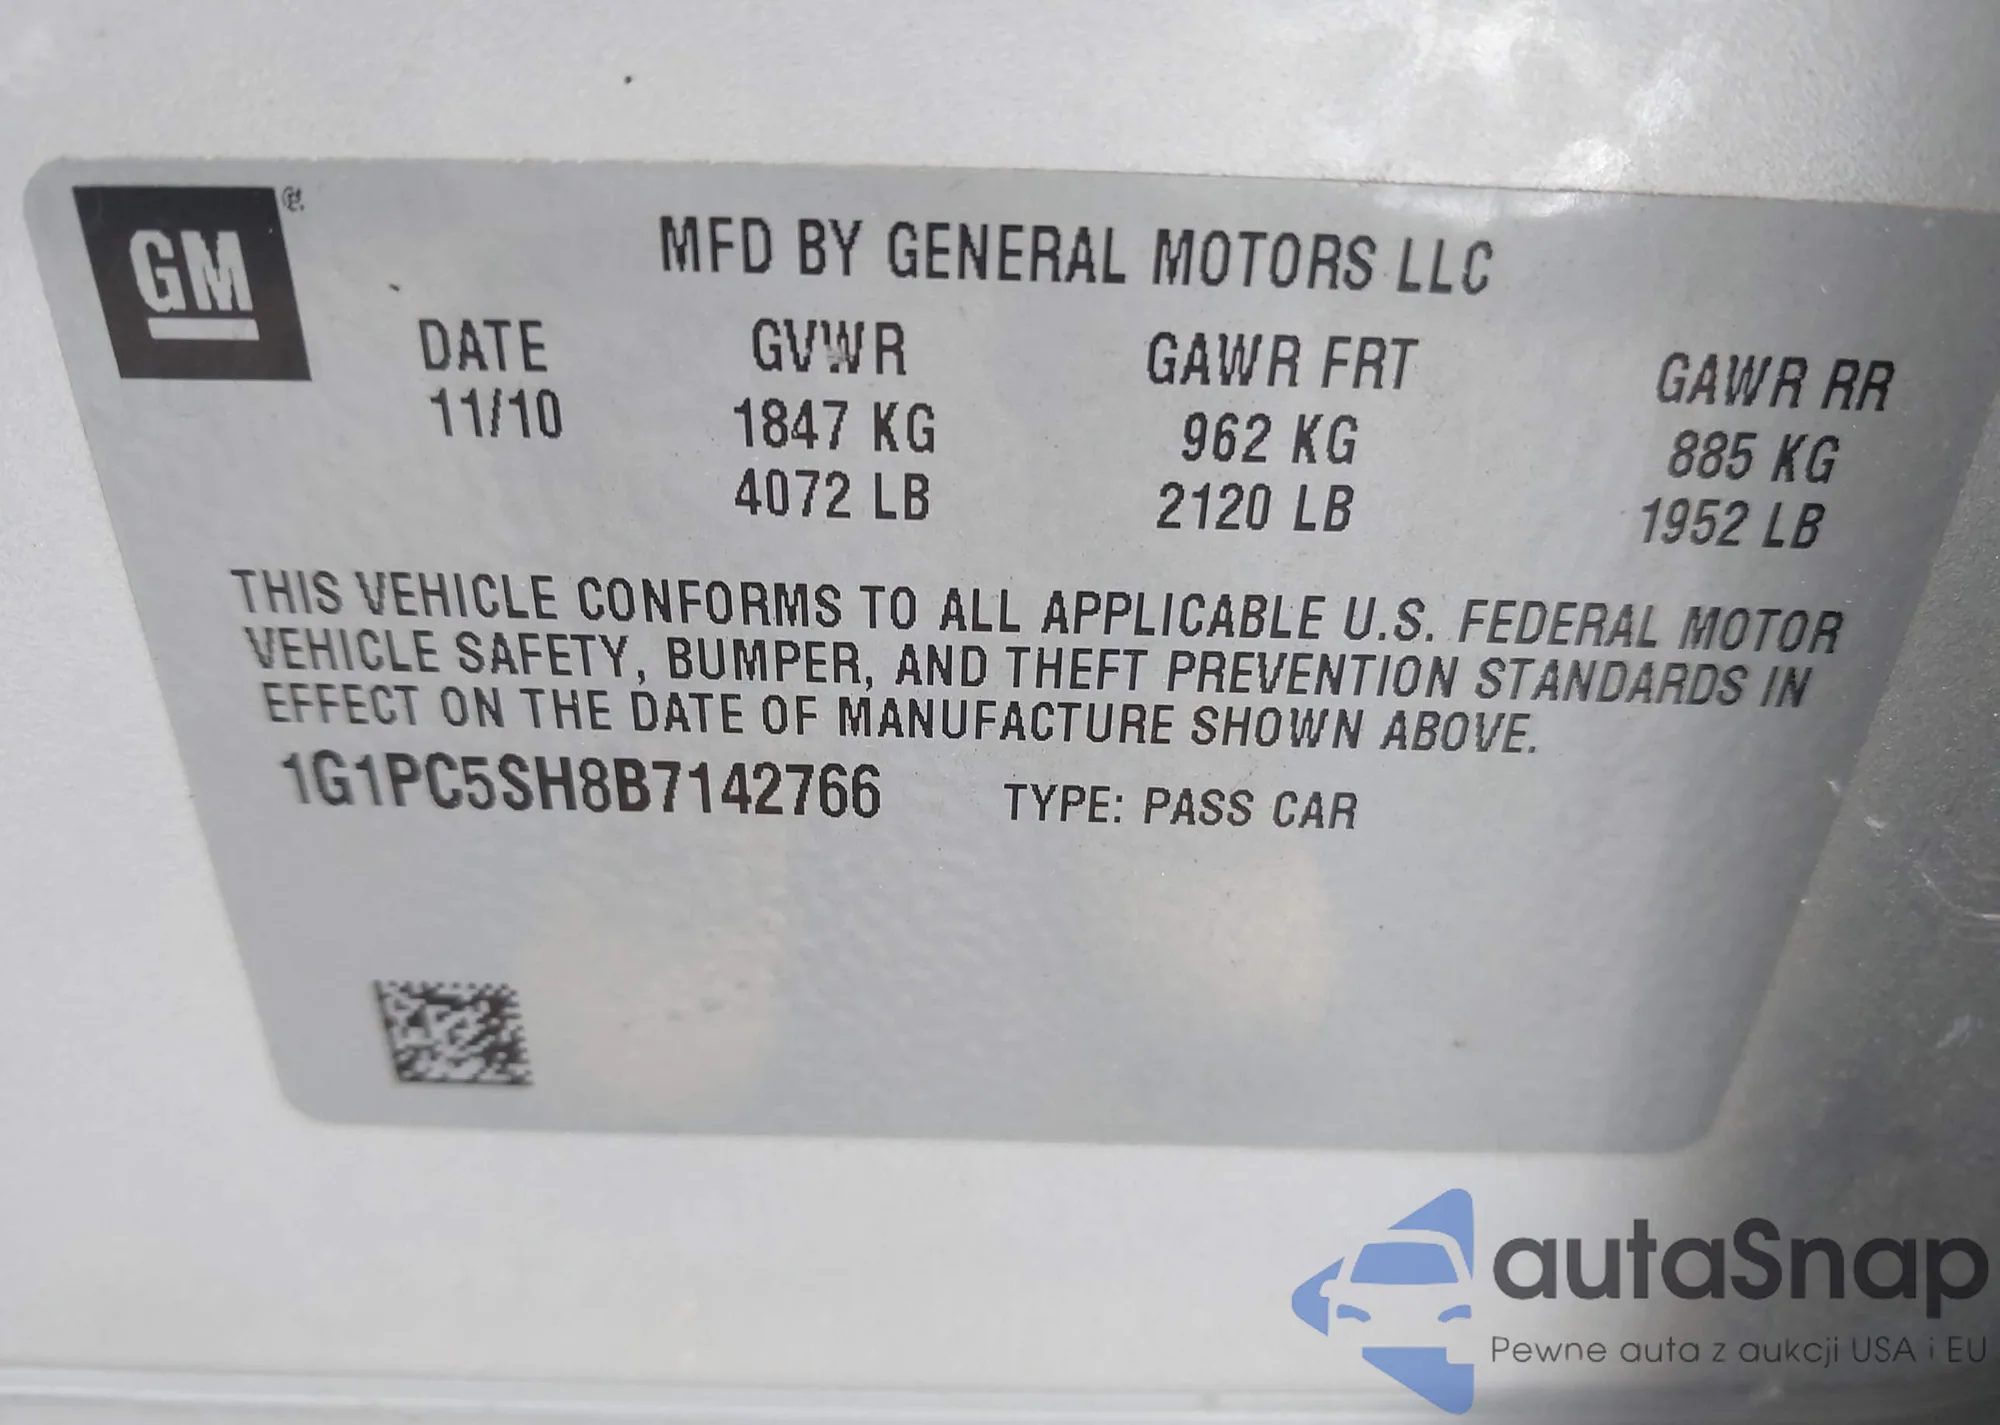 GM ®
MFD BY GENERAL MOTORS LLC
DATE GVWR GAWR FRT GAWR RR
11/10 1847 KG 962 KG 885 KG
4072 LB 2120 LB 1952 LB
THIS VEHICLE CONFORMS TO ALL APPLICABLE U.S. FEDERAL MOTOR
VEHICLE SAFETY, BUMPER, AND THEFT PREVENTION STANDARDS IN
EFFECT ON THE DATE OF MANUFACTURE SHOWN ABOVE.
1G1PC5SH8B7142766 TYPE: PASS CAR
autaSnap
Pewne auta z aukcji USA i EU